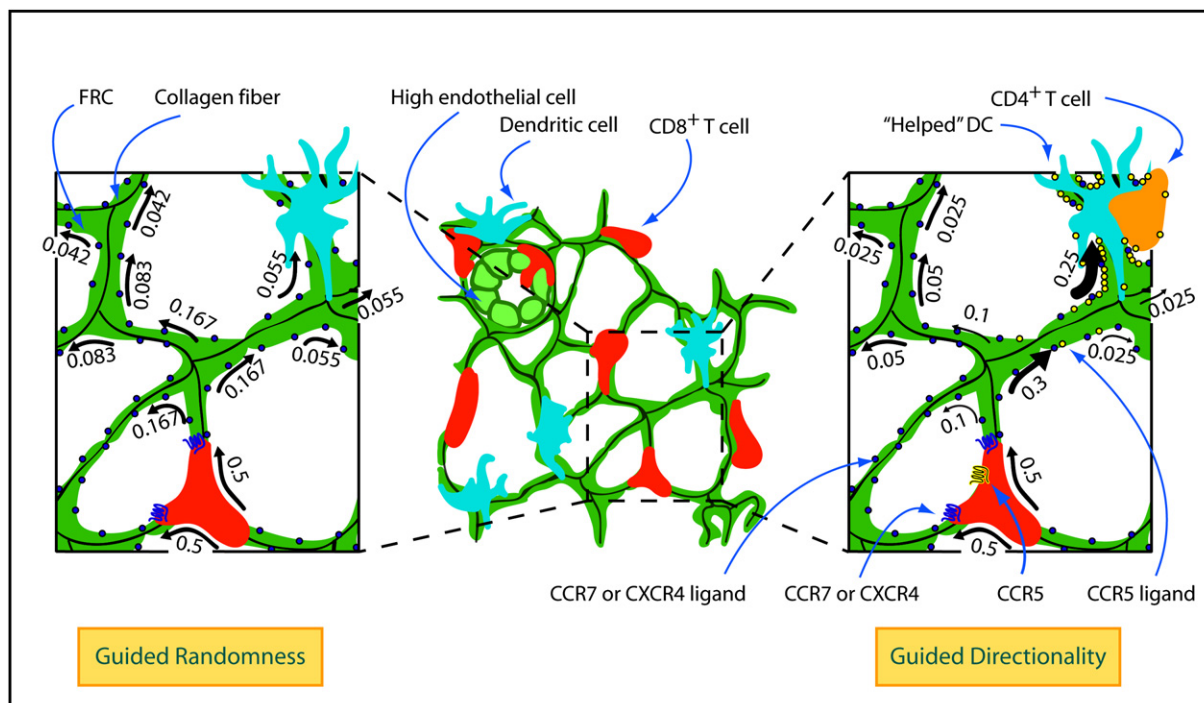 FRC
Collagen fiber
High endothelial cell
Dendritic cell
CD8+ T cell
CD4+ T cell
"Helped" DC
0.042
0.042
0.083
0.055
0.055
0.167
0.083
0.055
0.167
0.167
0.5
0.5
0.025
0.025
0.05
0.25
0.025
0.1
0.05
0.025
0.3
0.1
0.5
0.5
CCR7 or CXCR4 ligand
CCR7 or CXCR4
CCR5
CCR5 ligand
Guided Randomness
Guided Directionality